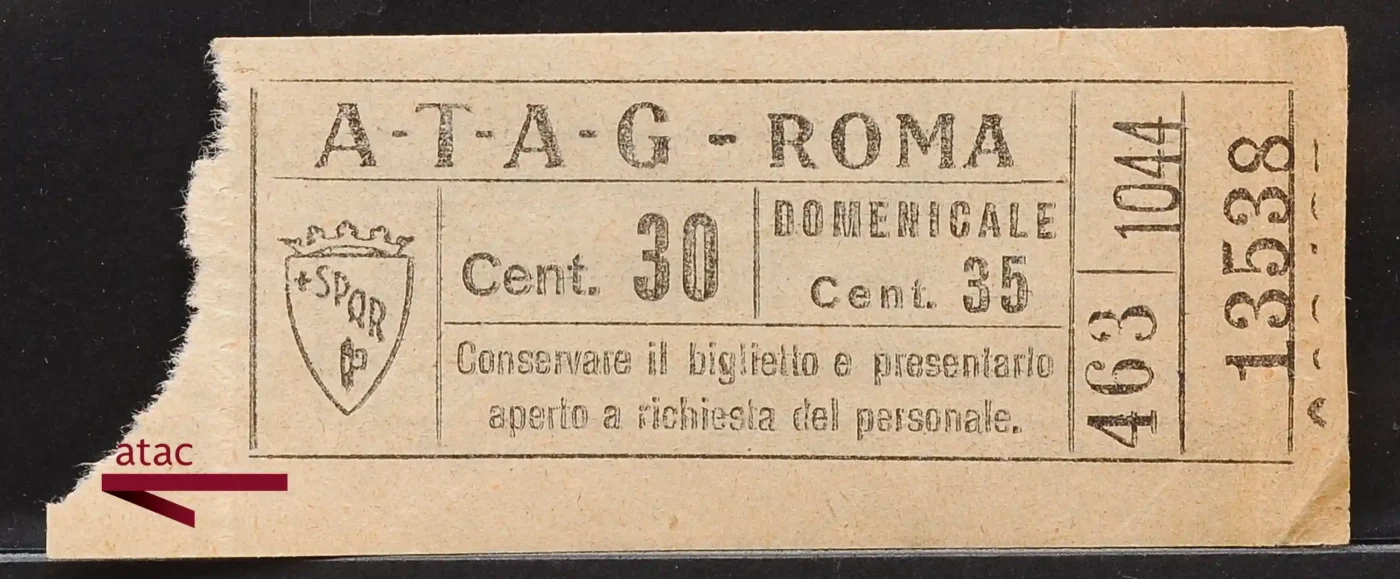 A-T-A-G - ROMA
+SPQR
Cent. 30
DOMENICALE
Cent. 35
Conservare il biglietto e presentarlo
aperto a richiesta del personale.
463 1044
13538
atac